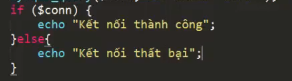 if ($conn) {
    echo "Kết nối thành công";
}else{
    echo "Kết nối thất bại";
}